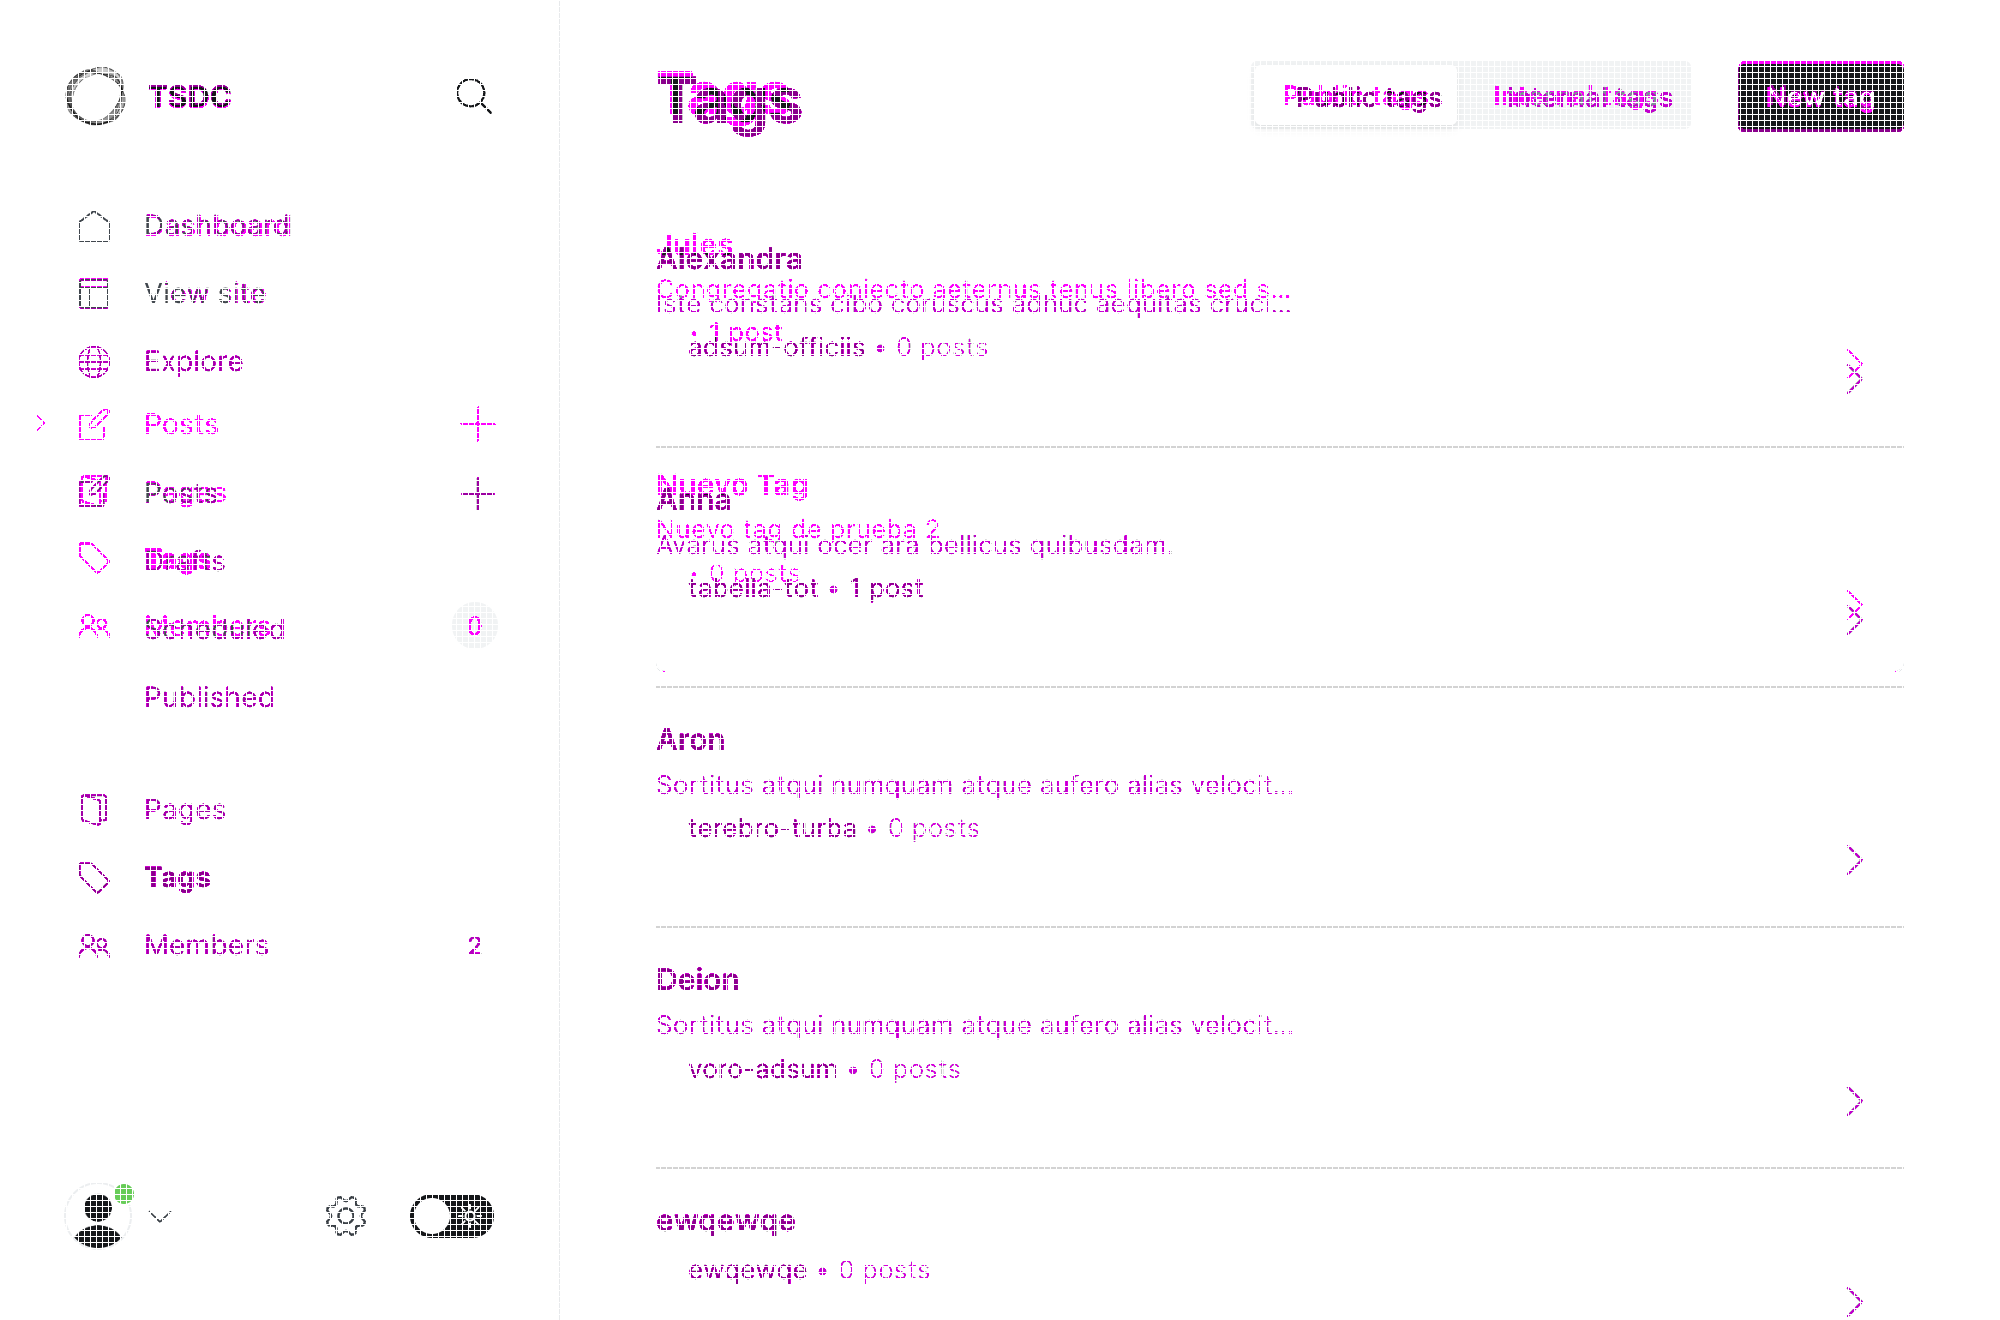 TSDC
Dashboard
View site
Explore
Posts
Published
Pages
Tags
Members 2
0
Tags
Public tags
Internal tags
New tag
Jules
Alexandra
Congregatio coniecto aeternus tenus libero sed s...
Iste constans cibo coruscus adhuc aequitas cruci...
• 1 post
adsum-officiis • 0 posts
Nuevo Tag
Anna
Nuevo tag de prueba 2
Avarus atqui ocer ara bellicus quibusdam.
• 0 posts
tabella-tot • 1 post
Aron
Sortitus atqui numquam atque aufero alias velocit...
terebro-turba • 0 posts
Deion
Sortitus atqui numquam atque aufero alias velocit...
voro-adsum • 0 posts
ewqewqe
ewqewqe • 0 posts